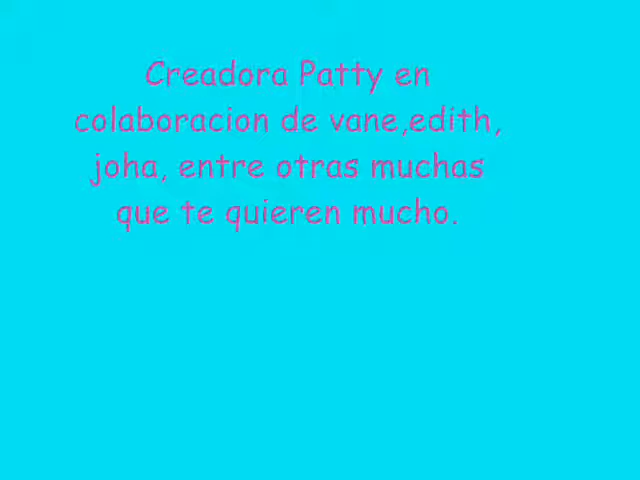 Creadora Patty en
colaboracion de vane,edith,
joha, entre otras muchas
que te quieren mucho.